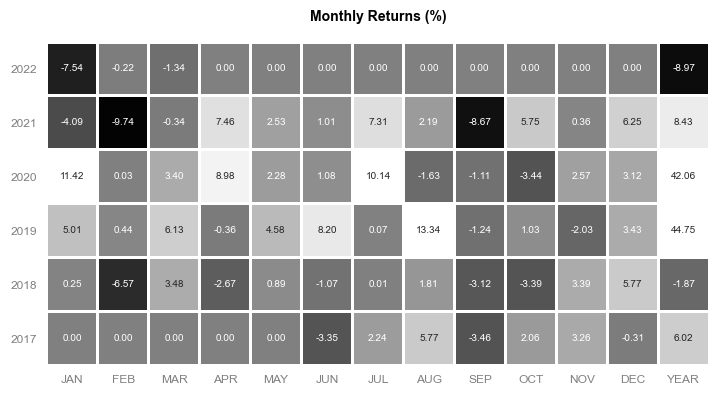 Monthly Returns (%)
2022 -7.54 -0.22 -1.34 0.00 0.00 0.00 0.00 0.00 0.00 0.00 0.00 0.00 -8.97
2021 -4.09 -9.74 -0.34 7.46 2.53 1.01 7.31 2.19 -8.67 5.75 0.36 6.25 8.43
2020 11.42 0.03 3.40 8.98 2.28 1.08 10.14 -1.63 -1.11 -3.44 2.57 3.12 42.06
2019 5.01 0.44 6.13 -0.36 4.58 8.20 0.07 13.34 -1.24 1.03 -2.03 3.43 44.75
2018 0.25 -6.57 3.48 -2.67 0.89 -1.07 0.01 1.81 -3.12 -3.39 3.39 5.77 -1.87
2017 0.00 0.00 0.00 0.00 0.00 -3.35 2.24 5.77 -3.46 2.06 3.26 -0.31 6.02
JAN FEB MAR APR MAY JUN JUL AUG SEP OCT NOV DEC YEAR